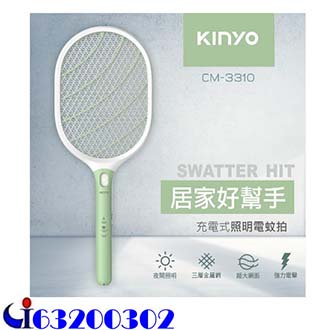 KINYO
CM-3310
SWATTER HIT
居家好幫手
充電式照明電蚊拍
夜間照明
三層金屬網
超大網面
強力電擊
63200302